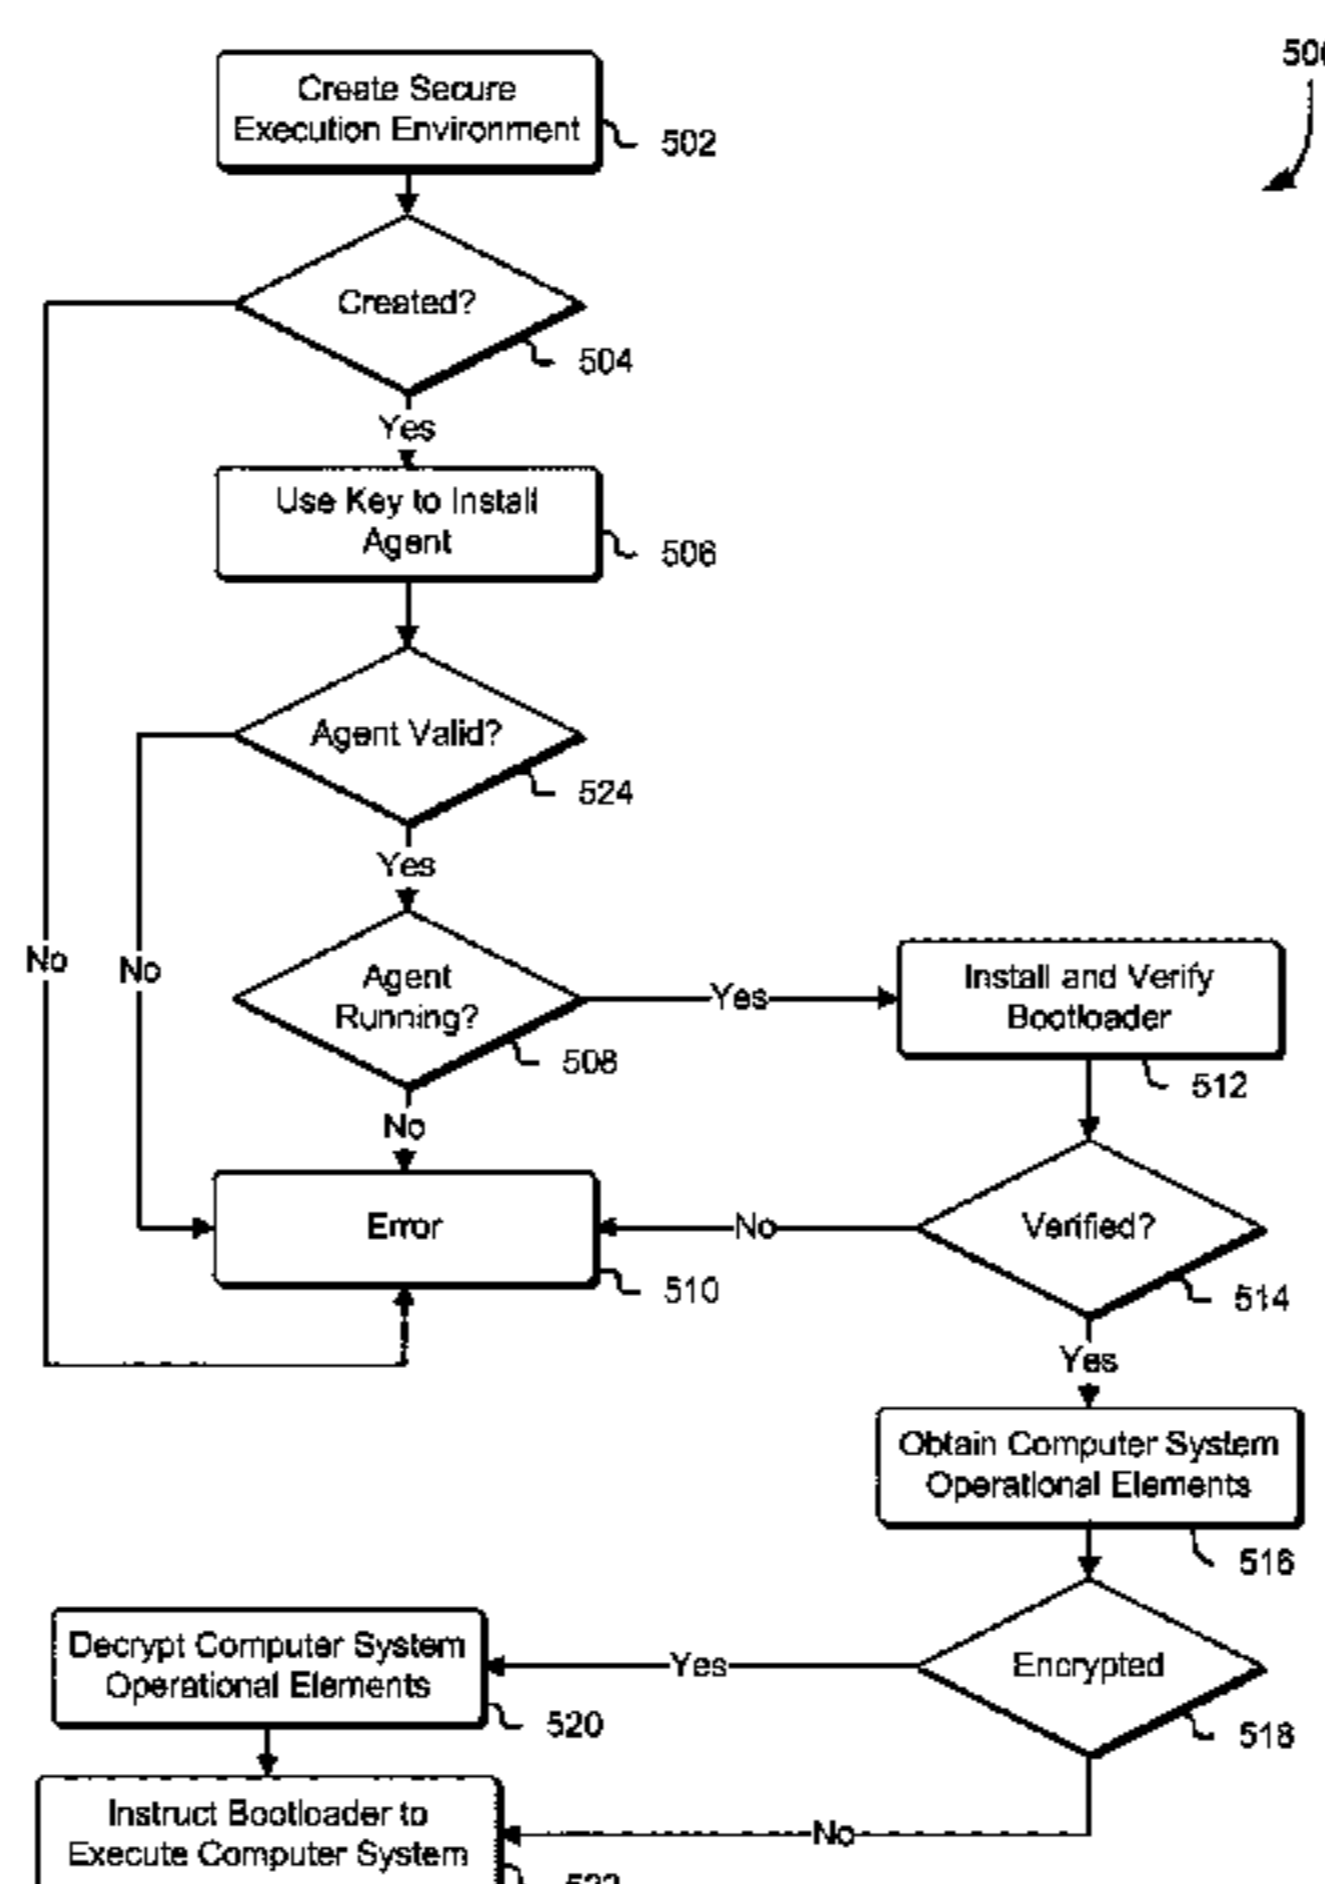 Create Secure
Execution Environment
502
Created?
504
Yes
Use Key to Install
Agent
506
Agent Valid?
524
Yes
No
No
Agent
Running?
508
Yes
Install and Verify
Bootloader
512
No
Error
510
No
Verified?
514
Yes
Obtain Computer System
Operational Elements
516
Encrypted
518
Yes
Decrypt Computer System
Operational Elements
520
Instruct Bootloader to
Execute Computer System
No